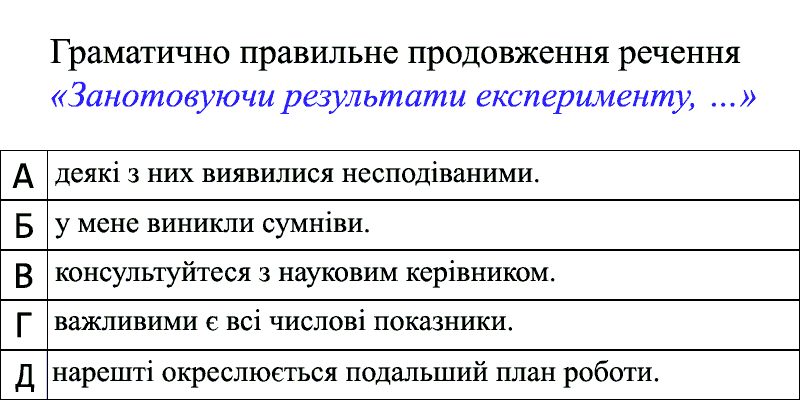 Граматично правильне продовження речення
«Занотовуючи результати експерименту, ...»
А деякі з них виявилися несподіваними.
Б у мене виникли сумніви.
В консультуйтеся з науковим керівником.
Г важливими є всі числові показники.
Д нарешті окреслюється подальший план роботи.